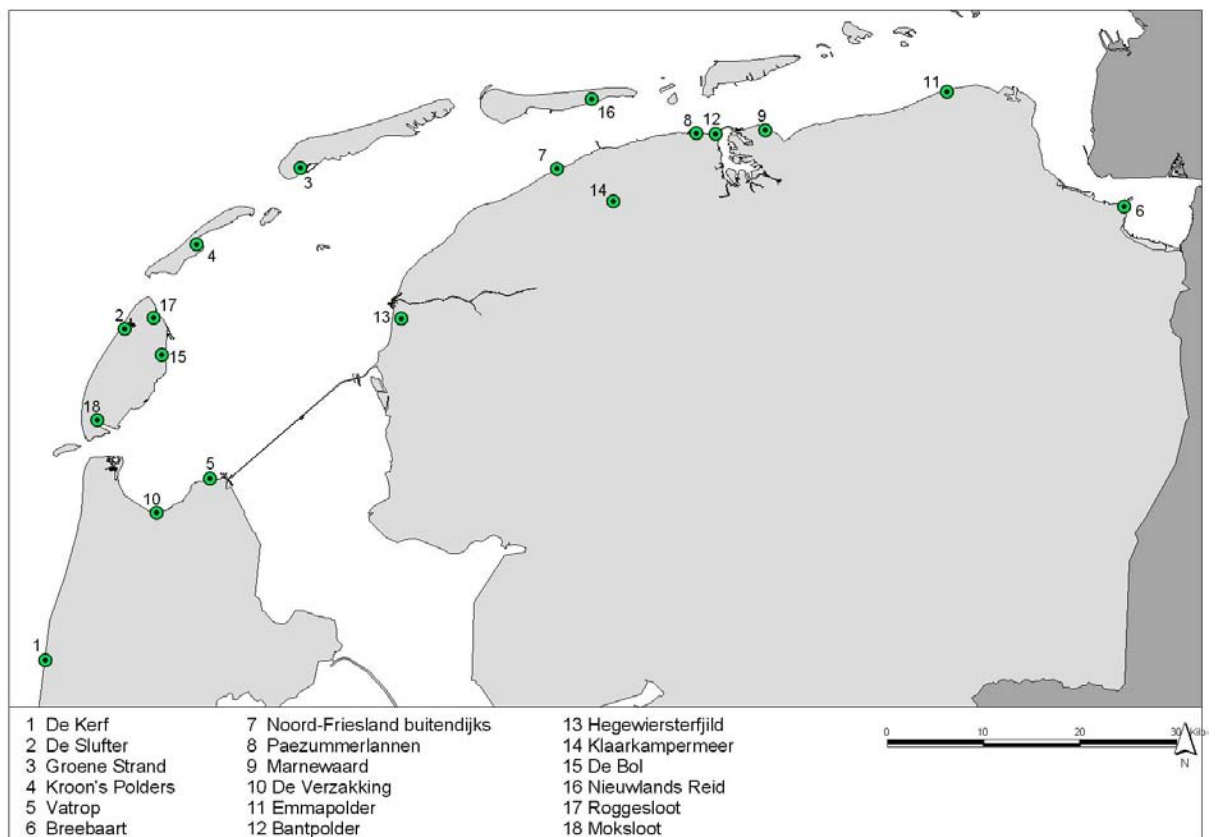 11
16
8
12
9
7
3
14
6
4
17
2
13
15
18
5
10
1
1 De Kerf
2 De Slufter
3 Groene Strand
4 Kroon's Polders
5 Vatrop
6 Breebaart
7 Noord-Friesland buitendijks
8 Paezummerlannen
9 Marnewaard
10 De Verzakking
11 Emmapolder
12 Bantpolder
13 Hegewiersterfjild
14 Klaarkampermeer
15 De Bol
16 Nieuwlands Reid
17 Roggesloot
18 Moksloot
0 10 20 30
N